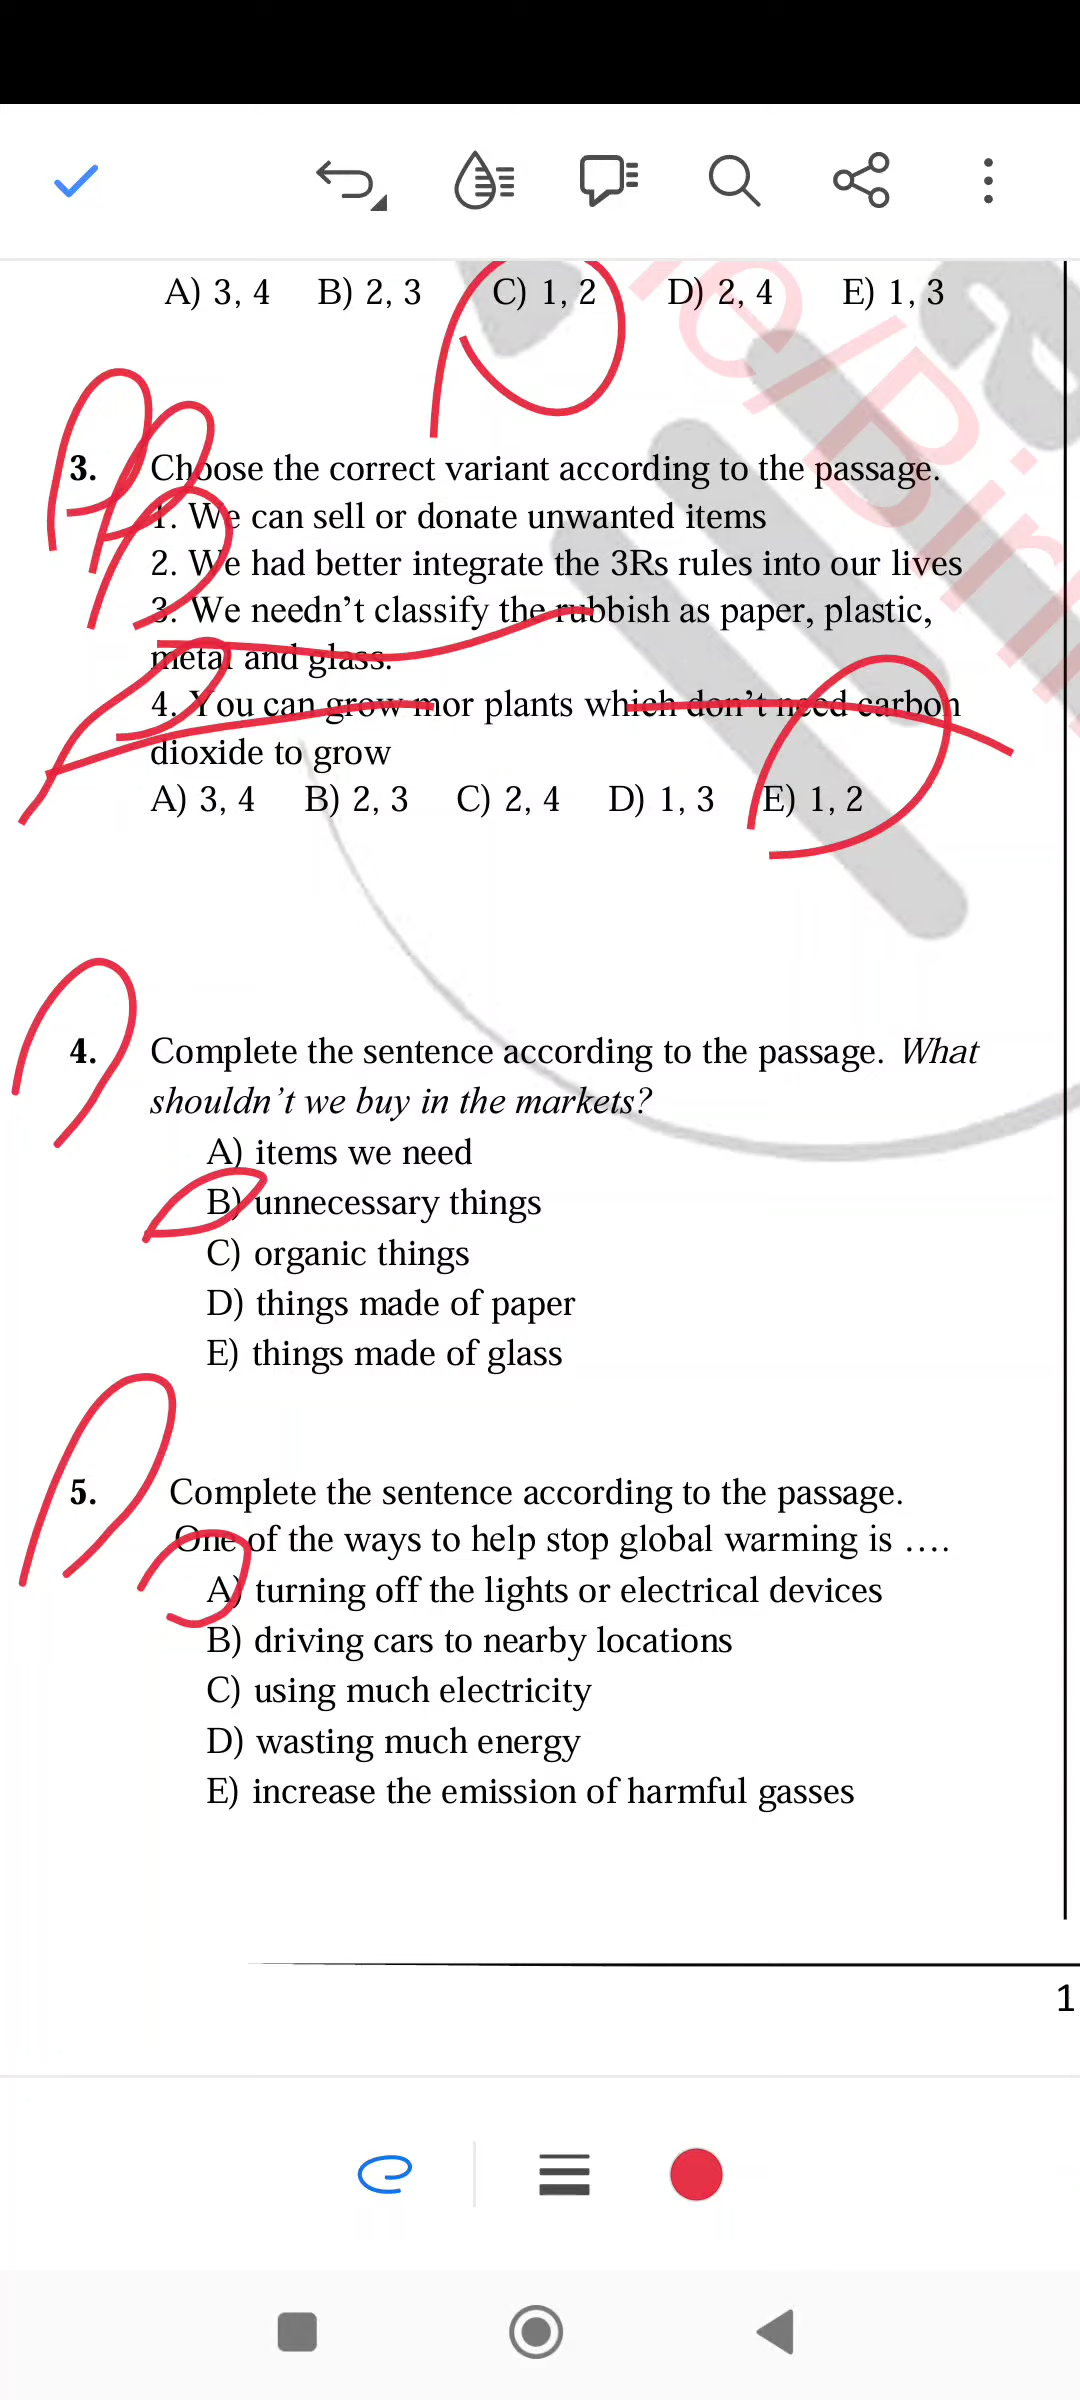 A) 3, 4 B) 2, 3 C) 1, 2 D) 2, 4 E) 1, 3
3. Choose the correct variant according to the passage.
1. We can sell or donate unwanted items
2. We had better integrate the 3Rs rules into our lives
3. We needn't classify the rubbish as paper, plastic,
metal and glass.
4. You can grow mor plants which don't need carbon
dioxide to grow
A) 3, 4 B) 2, 3 C) 2, 4 D) 1, 3 E) 1, 2
4. Complete the sentence according to the passage. What
shouldn't we buy in the markets?
A) items we need
B) unnecessary things
C) organic things
D) things made of paper
E) things made of glass
5. Complete the sentence according to the passage.
One of the ways to help stop global warming is ....
A) turning off the lights or electrical devices
B) driving cars to nearby locations
C) using much electricity
D) wasting much energy
E) increase the emission of harmful gasses
1